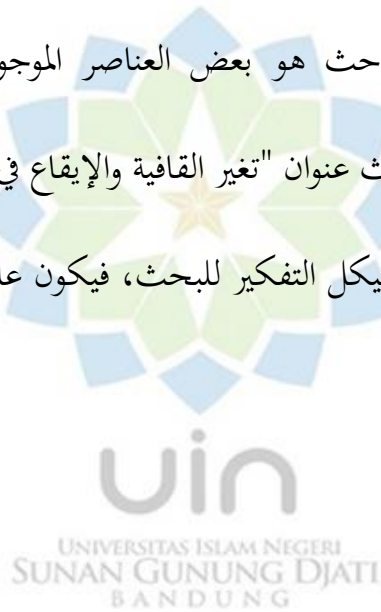 حث هو بعض العناصر
ث عنوان "تغير القافية والإيقاع في
يكل التفكير للبحث، فيكون
uin
UNIVERSITAS ISLAM NEGERI
SUNAN GUNUNG DJATI
BANDUNG